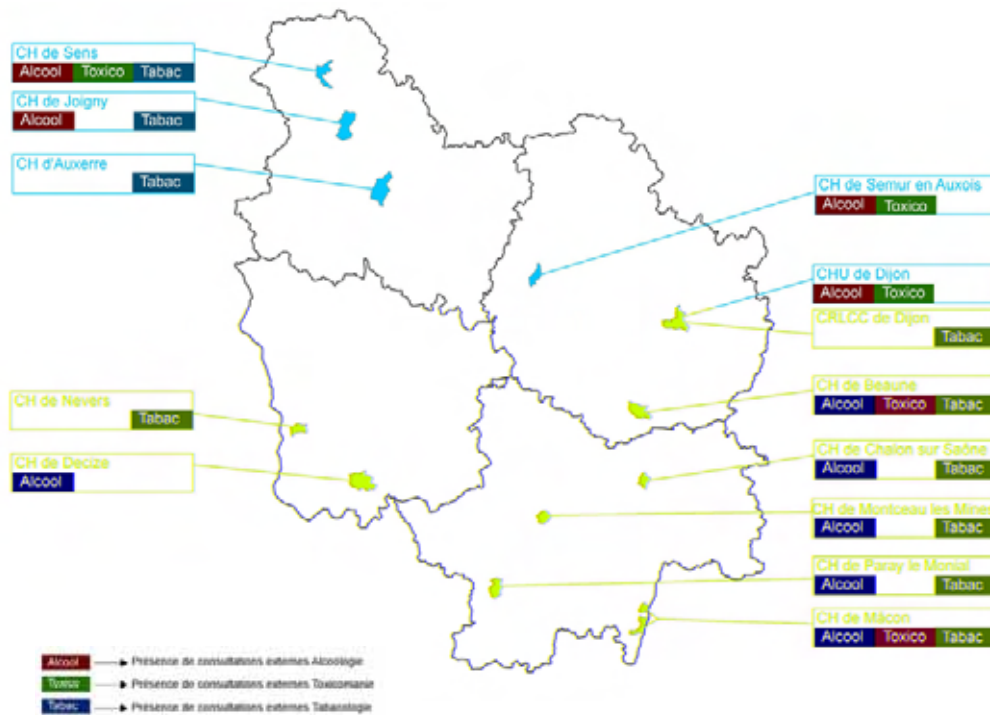 CH de Sens
Alcool Toxico Tabac
CH de Joigny
Alcool Tabac
CH d'Auxerre
Tabac
CH de Nevers
Tabac
CH de Decize
Alcool
CH de Semur en Auxois
Alcool Toxico
CHU de Dijon
Alcool Toxico
CRLCC de Dijon
Tabac
CH de Beaune
Alcool Toxico Tabac
CH de Chalon sur Saône
Alcool Tabac
CH de Montceau les Mines
Alcool Tabac
CH de Paray le Monial
Alcool Tabac
CH de Mâcon
Alcool Toxico Tabac
Alcool Présence de consultations externes Alcoologie
Toxico Présence de consultations externes Toxicomanie
Tabac Présence de consultations externes Tabacologie